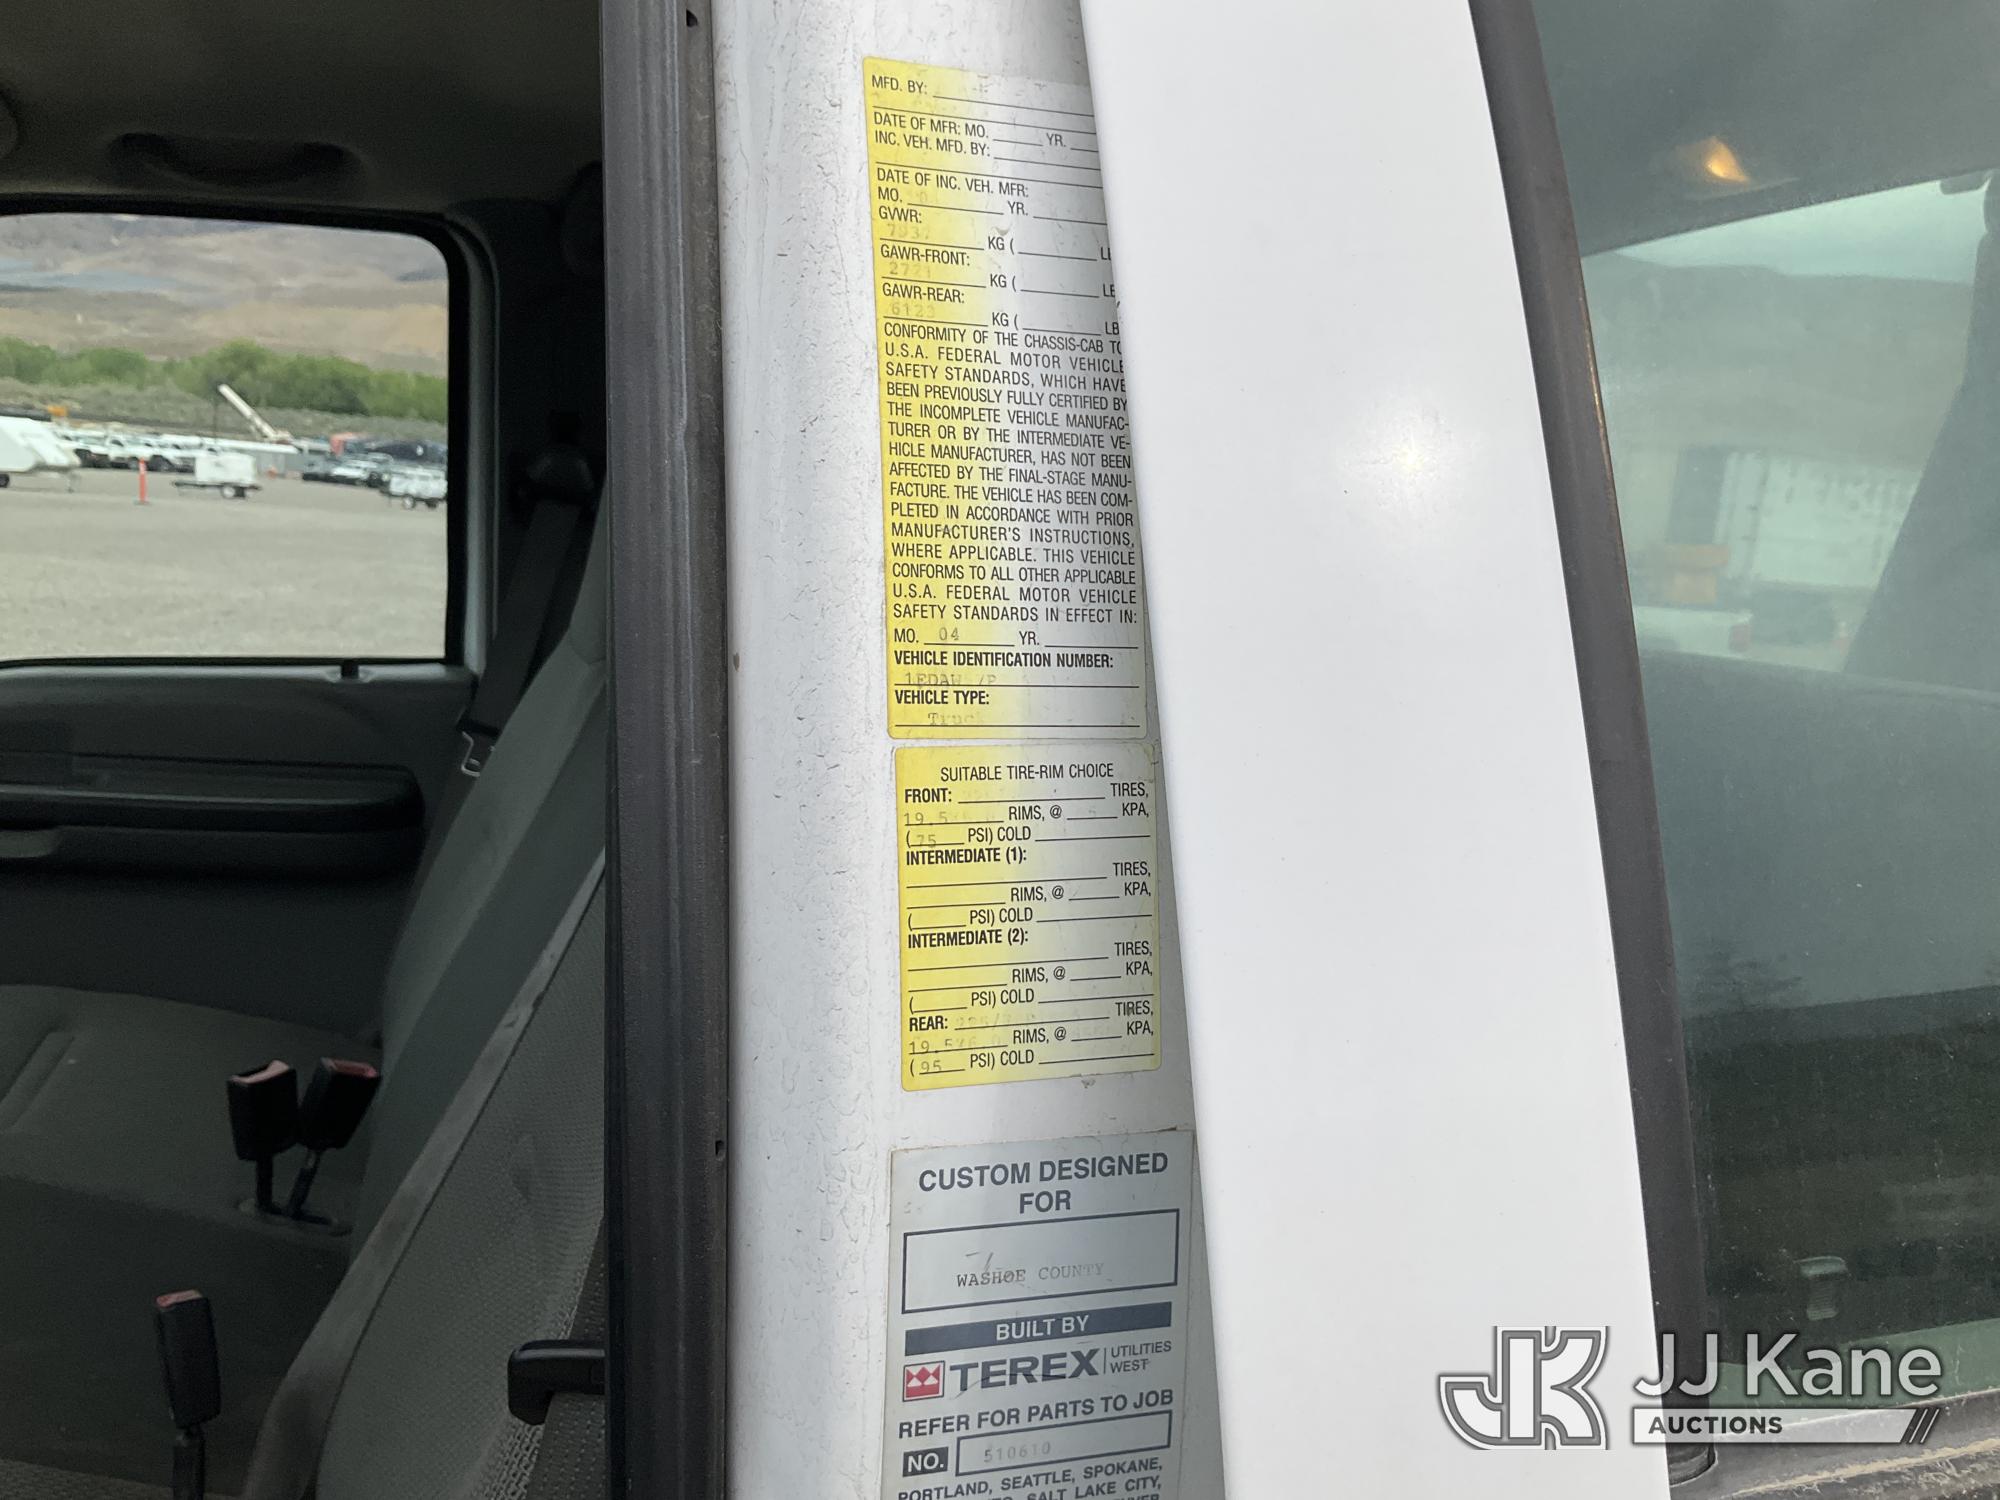 MFD. BY:
DATE OF MFR: MO. YR.
INC. VEH. MFD. BY:
DATE OF INC. VEH. MFR:
MO. YR.
GVWR:
KG (
GAWR-FRONT:
2721 KG (
GAWR-REAR:
6123 KG ( LB
CONFORMITY OF THE CHASSIS-CAB TO
U.S.A. FEDERAL MOTOR VEHICLE
SAFETY STANDARDS, WHICH HAVE
BEEN PREVIOUSLY FULLY CERTIFIED BY
THE INCOMPLETE VEHICLE MANUFAC-
TURER OR BY THE INTERMEDIATE VE-
HICLE MANUFACTURER, HAS NOT BEEN
AFFECTED BY THE FINAL-STAGE MANU-
FACTURE. THE VEHICLE HAS BEEN COM-
PLETED IN ACCORDANCE WITH PRIOR
MANUFACTURER'S INSTRUCTIONS,
WHERE APPLICABLE. THIS VEHICLE
CONFORMS TO ALL OTHER APPLICABLE
U.S.A. FEDERAL MOTOR VEHICLE
SAFETY STANDARDS IN EFFECT IN:
MO. 04 YR.
VEHICLE IDENTIFICATION NUMBER:
VEHICLE TYPE:
Truck
SUITABLE TIRE-RIM CHOICE
FRONT: TIRES,
RIMS, @ KPA,
(75 PSI) COLD
INTERMEDIATE (1):
TIRES,
RIMS, @ KPA,
( PSI) COLD
INTERMEDIATE (2):
TIRES,
RIMS, @ KPA,
( PSI) COLD
REAR: TIRES,
RIMS, @ KPA,
(95 PSI) COLD
CUSTOM DESIGNED
FOR
WASHOE COUNTY
BUILT BY
TEREX UTILITIES WEST
REFER FOR PARTS TO JOB
NO. 510610
PORTLAND, SEATTLE, SPOKANE,
SALT LAKE CITY,
JK JJ Kane
AUCTIONS